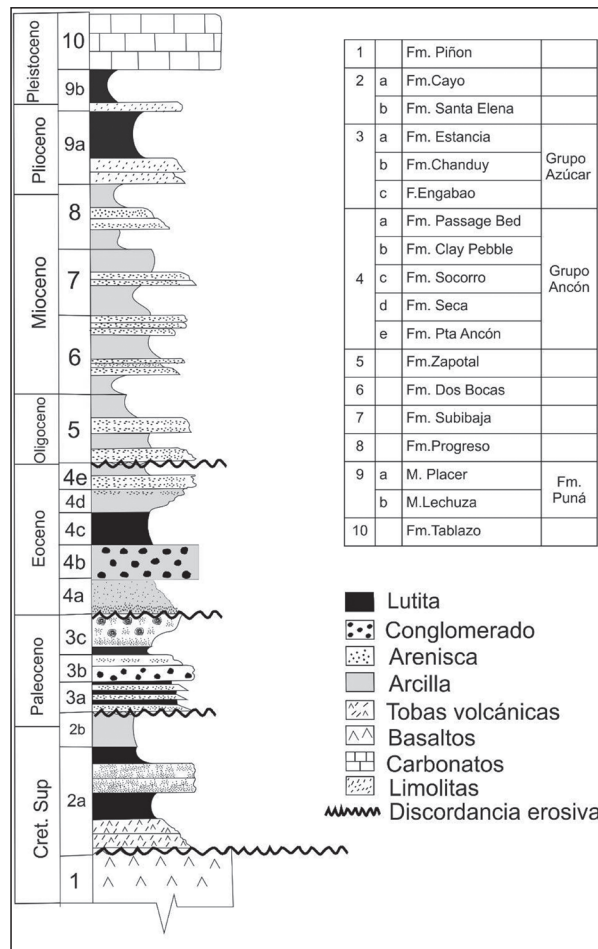 Pleistoceno
Plioceno
Mioceno
Oligoceno
Eoceno
Paleoceno
Cret. Sup
10
9b
9a
8
7
6
5
4e
4d
4c
4b
4a
3c
3b
3a
2b
2a
1
1 Fm. Piñon
2 a Fm.Cayo
b Fm. Santa Elena
3 a Fm. Estancia Grupo Azúcar
b Fm.Chanduy
c F.Engabao
4 a Fm. Passage Bed Grupo Ancón
b Fm. Clay Pebble
c Fm. Socorro
d Fm. Seca
e Fm. Pta Ancón
5 Fm.Zapotal
6 Fm. Dos Bocas
7 Fm. Subibaja
8 Fm.Progreso
9 a M. Placer Fm. Puná
b M.Lechuza
10 Fm.Tablazo
Lutita
Conglomerado
Arenisca
Arcilla
Tobas volcánicas
Basaltos
Carbonatos
Limolitas
Discordancia erosiva